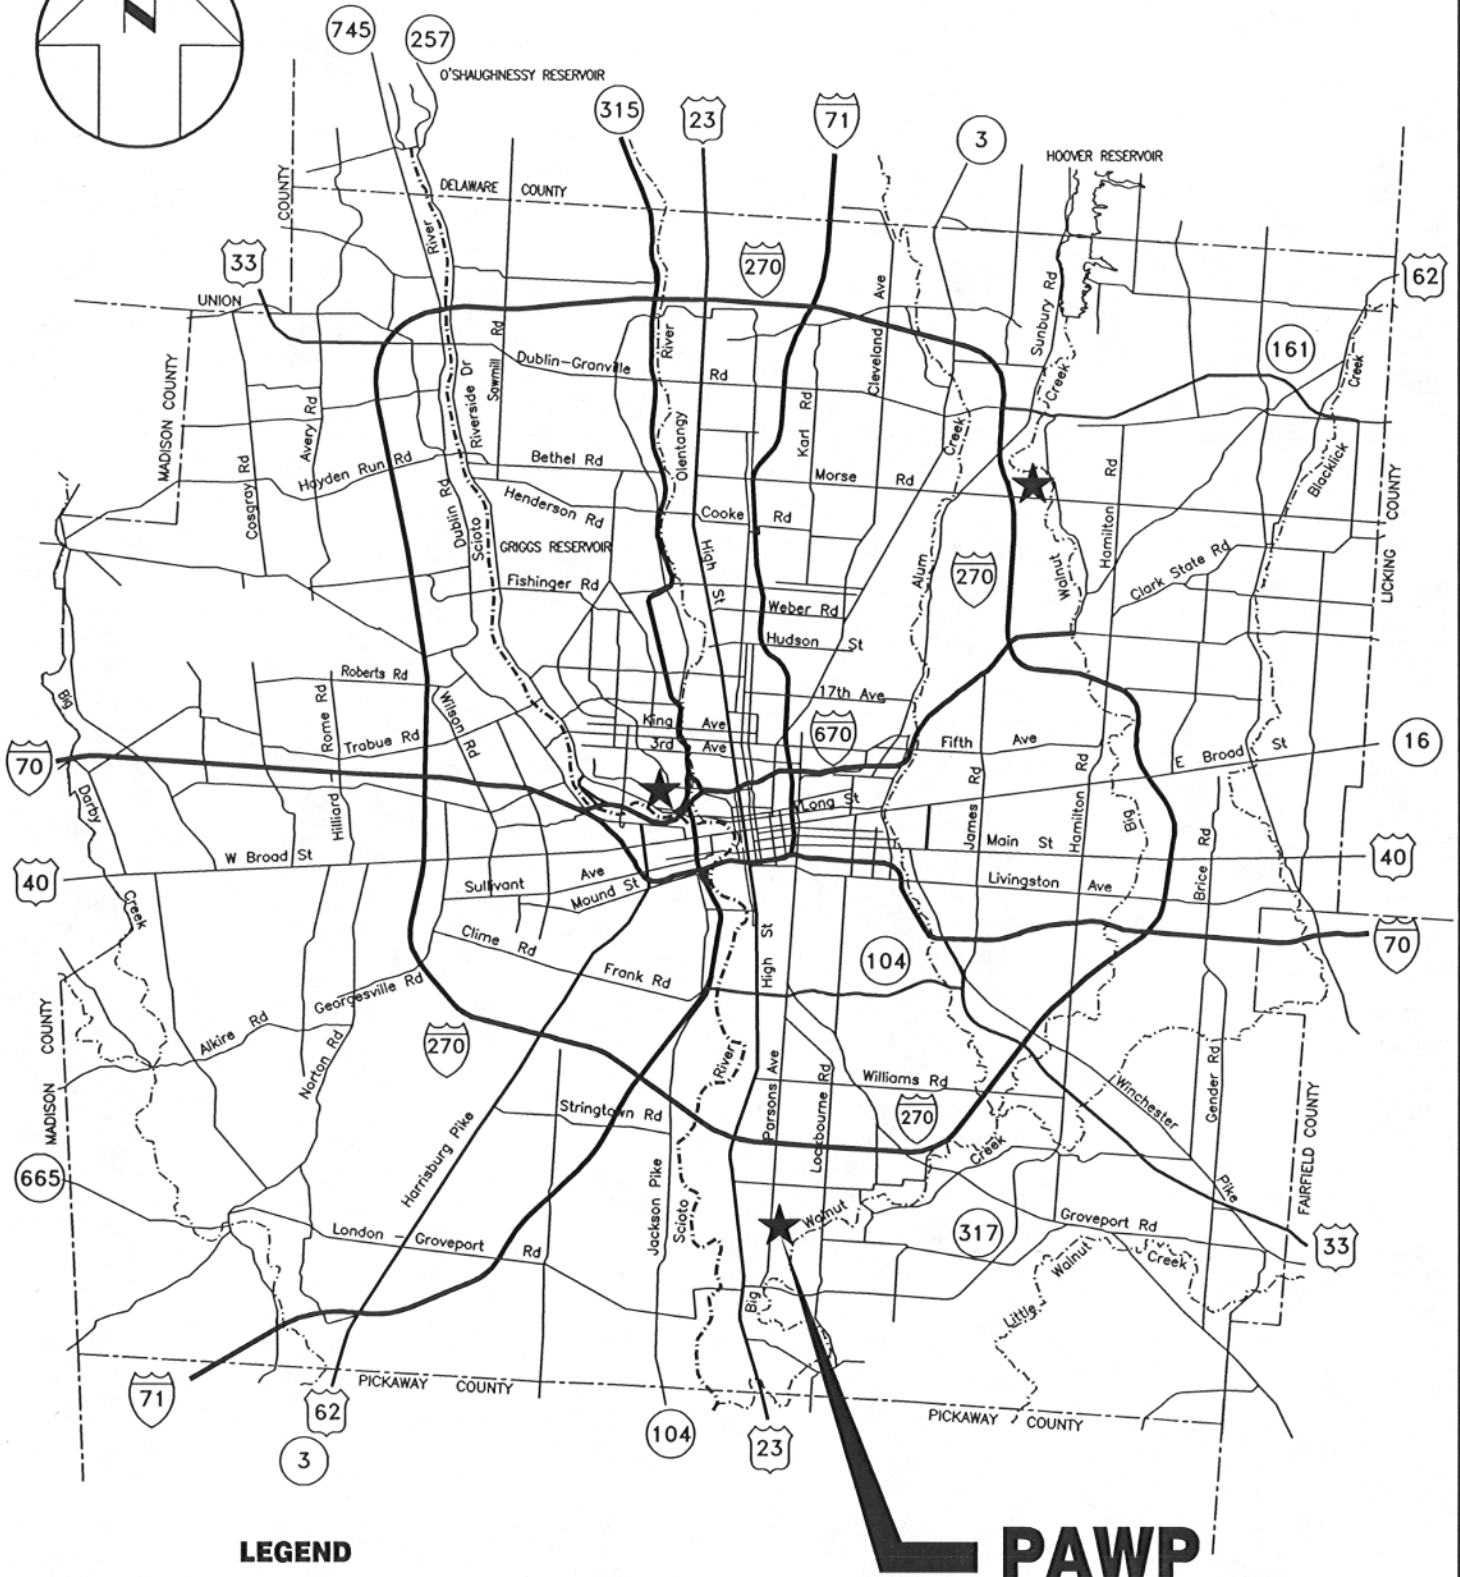 N
745
257
O'SHAUGHNESSY RESERVOIR
315
23
71
3
HOOVER RESERVOIR
COUNTY
DELAWARE COUNTY
River
33
270
62
UNION
Ave
Sunbury Rd
161
River
Rd
Sawmill
Dublin-Granville
Rd
Cleveland
Creek
Creek
MADISON COUNTY
Riverside Dr
Avery Rd
Karl Rd
Olentangy
Creek
Hayden Run Rd
Bethel Rd
Morse Rd
Cosgray Rd
Dublin Rd
Henderson Rd
Cooke Rd
Rd
Hamilton
Blacklick
LICKING COUNTY
Scioto
GRIGGS RESERVOIR
High St
Fishinger Rd
Alum
270
Walnut
Clark State Rd
Weber Rd
Hudson St
Roberts Rd
Big
Rome Rd
Hilliard
Wilson Rd
17th Ave
King Ave
670
16
Trabue Rd
3rd Ave
Fifth Ave
E Broad St
70
Darby
James Rd
Hamilton Rd
Long St
Big
W Broad St
Main St
40
40
Sullivant Ave
Mound St
Livingston Ave
Brice Rd
Creek
Clime Rd
High St
104
70
Frank Rd
Georgesville Rd
Alkire Rd
270
Norton Rd
MADISON COUNTY
River
Parsons Ave
Lockbourne Rd
Williams Rd
270
Winchester
Pike
Gender Rd
FAIRFIELD COUNTY
Stringtown Rd
Harrisburg Pike
Creek
665
Jackson Pike
Scioto
Walnut
London - Groveport Rd
317
Groveport Rd
33
Walnut
Creek
Big
Little
71
62
PICKAWAY COUNTY
PICKAWAY COUNTY
3
104
23
LEGEND
PAWP